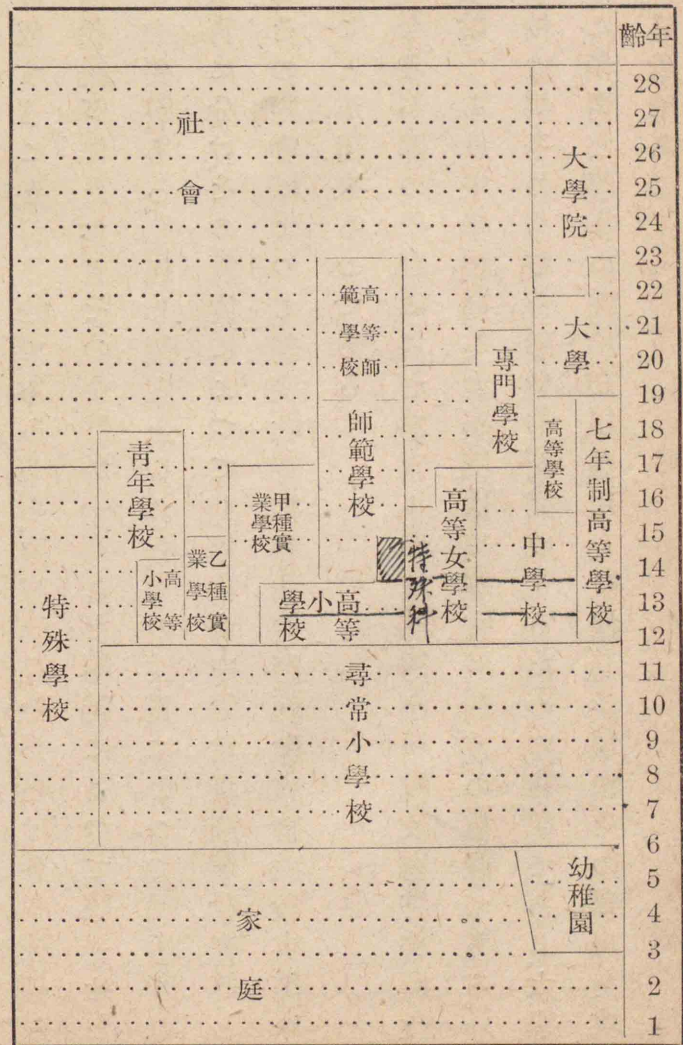 年齡
28
27
26
25
24
23
22
21
20
19
18
17
16
15
14
13
12
11
10
9
8
7
6
5
4
3
2
1
大學院
大學
七年制高等學校
高等學校
中學校
專門學校
高等女學校
特殊科
高等師
範學校
師範學校
高等
小學校
甲種實
業學校
乙種實
業學校
高等
小學校
青年學校
特殊學校
尋常小學校
幼稚園
社會
家庭